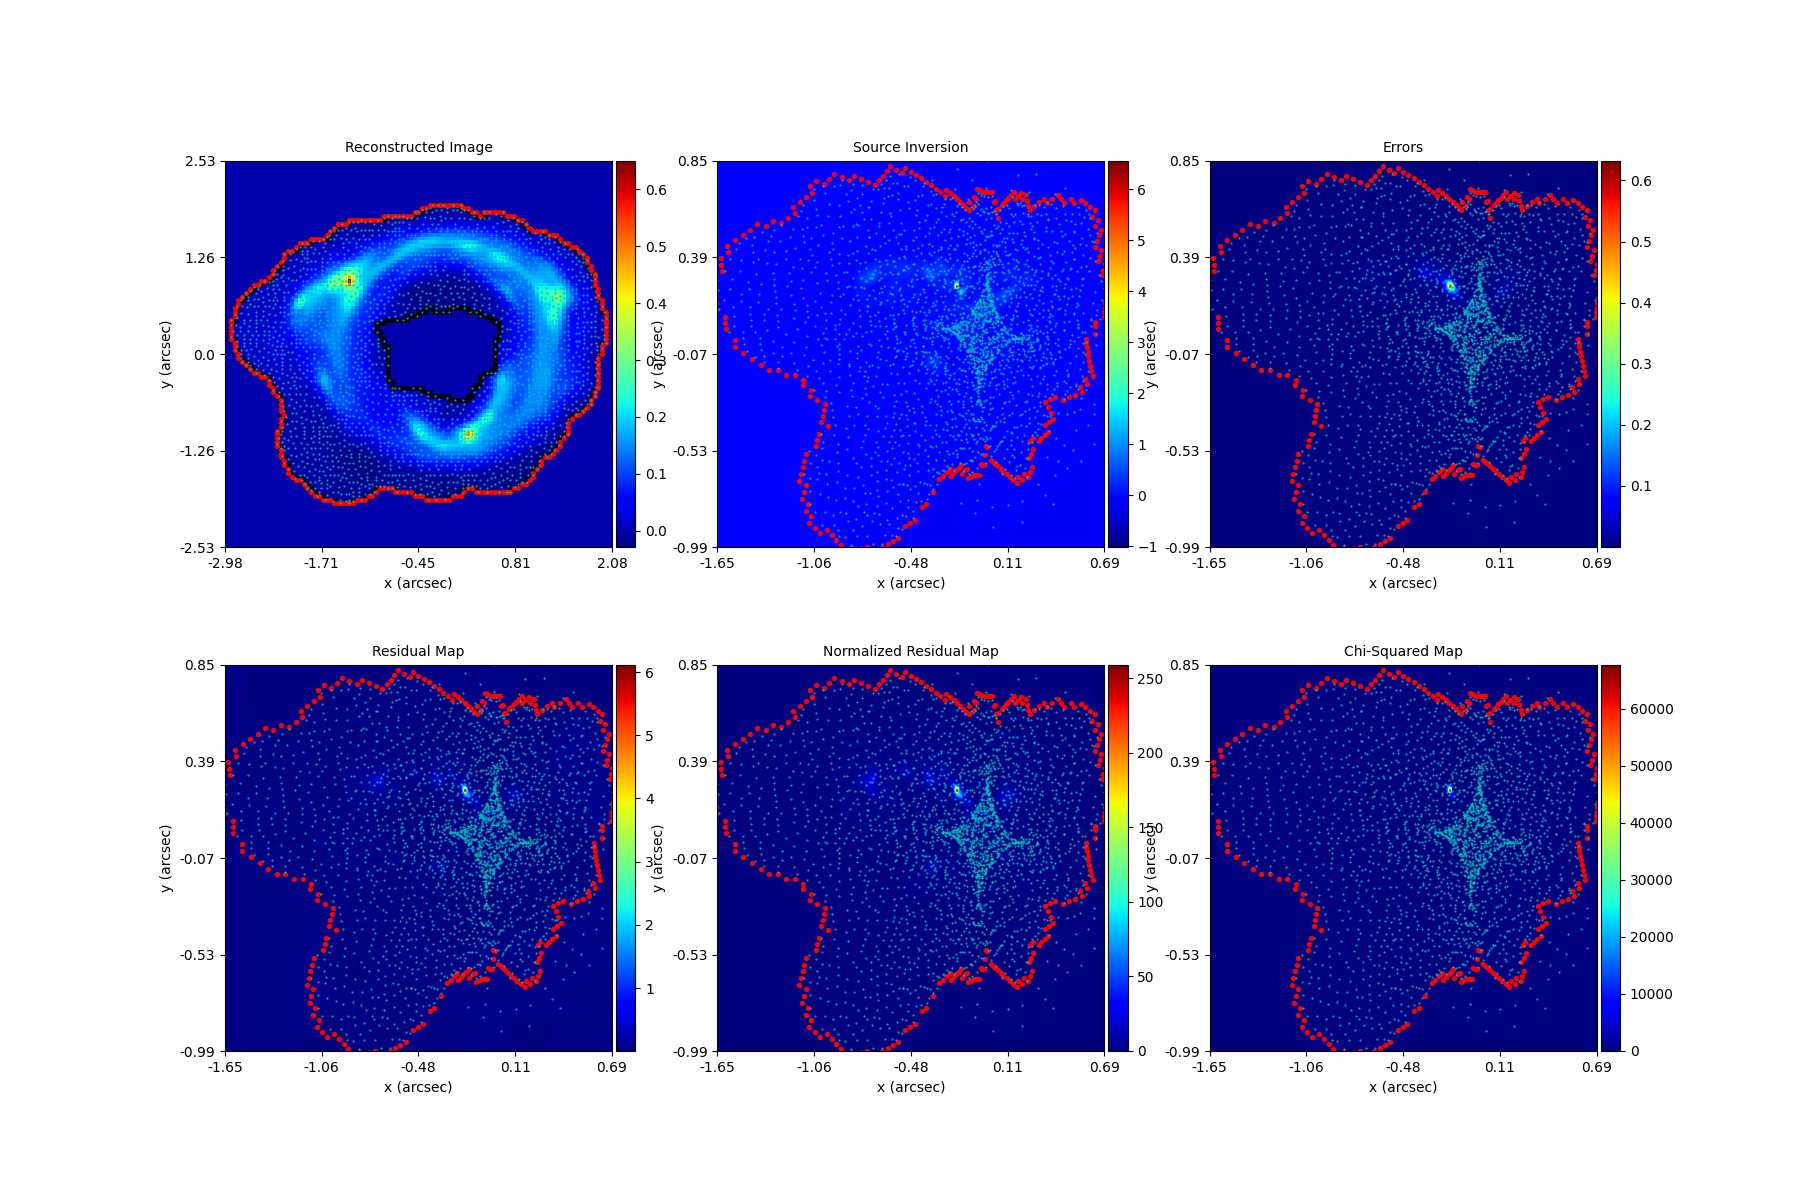 Reconstructed Image
2.53
1.26
0.0
-1.26
-2.53
y (arcsec)
-2.98 -1.71 -0.45 0.81 2.08
x (arcsec)
0.6
0.5
0.4
0.3
0.2
0.1
0.0
Source Inversion
0.85
0.39
-0.07
-0.53
-0.99
y (arcsec)
-1.65 -1.06 -0.48 0.11 0.69
x (arcsec)
6
5
4
3
2
1
0
−1
Errors
0.85
0.39
-0.07
-0.53
-0.99
y (arcsec)
-1.65 -1.06 -0.48 0.11 0.69
x (arcsec)
0.6
0.5
0.4
0.3
0.2
0.1
Residual Map
0.85
0.39
-0.07
-0.53
-0.99
y (arcsec)
-1.65 -1.06 -0.48 0.11 0.69
x (arcsec)
6
5
4
3
2
1
Normalized Residual Map
0.85
0.39
-0.07
-0.53
-0.99
y (arcsec)
-1.65 -1.06 -0.48 0.11 0.69
x (arcsec)
250
200
150
100
50
0
Chi-Squared Map
0.85
0.39
-0.07
-0.53
-0.99
y (arcsec)
-1.65 -1.06 -0.48 0.11 0.69
x (arcsec)
60000
50000
40000
30000
20000
10000
0